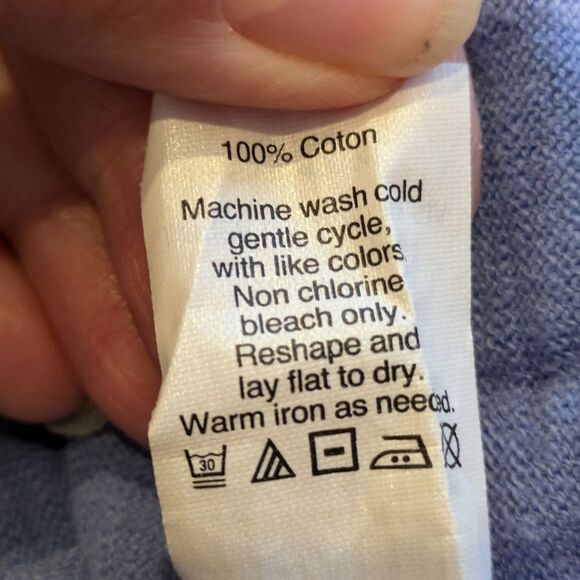 100% Coton
Machine wash cold
gentle cycle,
with like colors
Non chlorine
bleach only.
Reshape and
lay flat to dry.
Warm iron as needed.
30